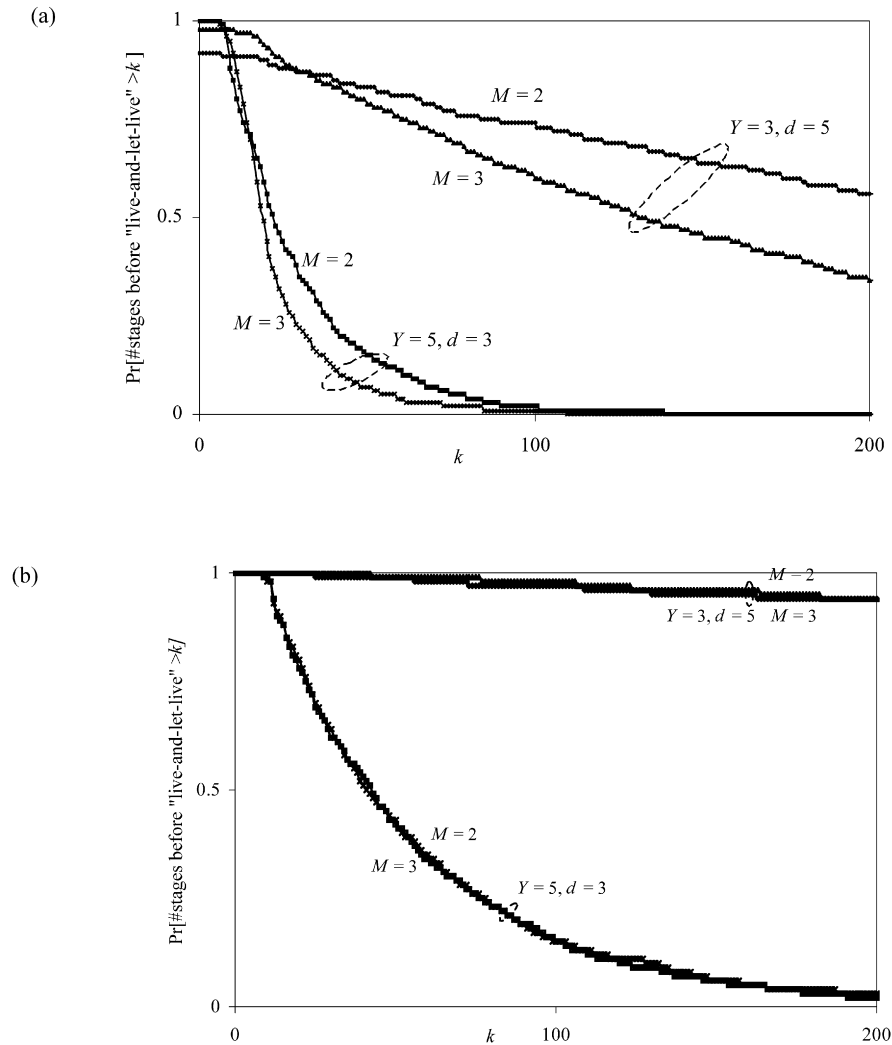 (a)
Pr[#stages before "live-and-let-live" >k ]
1
0.5
0
M = 2
Y = 3, d = 5
M = 3
M = 2
M = 3
Y = 5, d = 3
0
100
200
k
(b)
Pr[#stages before "live-and-let-live" >k]
1
0.5
0
M = 2
Y = 3, d = 5
M = 3
M = 2
M = 3
Y = 5, d = 3
0
100
200
k